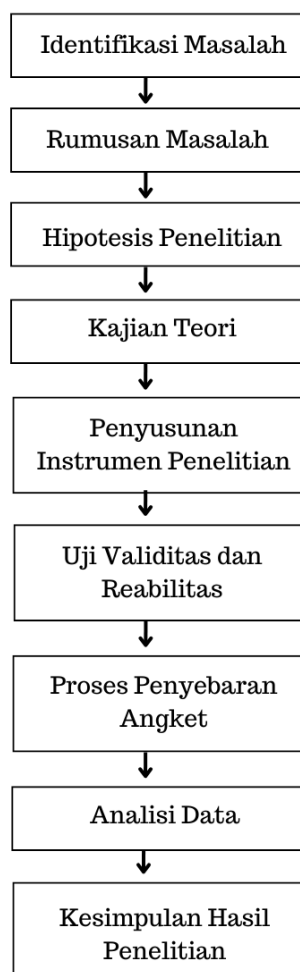 Identifikasi Masalah
Rumusan Masalah
Hipotesis Penelitian
Kajian Teori
Penyusunan
Instrumen Penelitian
Uji Validitas dan
Reabilitas
Proses Penyebaran
Angket
Analisi Data
Kesimpulan Hasil
Penelitian